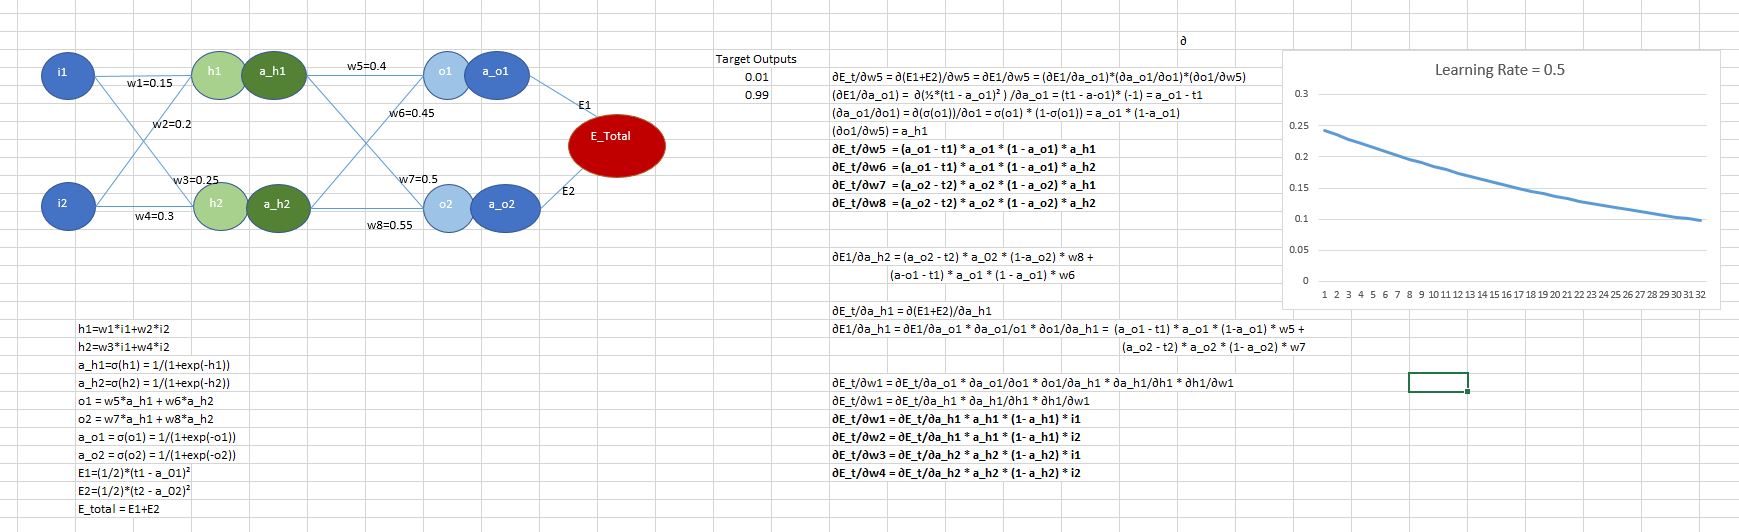 i1
h1
a_h1
o1
a_o1
w1=0.15
w5=0.4
w2=0.2
w6=0.45
E1
E_Total
w3=0.25
w7=0.5
E2
i2
h2
a_h2
o2
a_o2
w4=0.3
w8=0.55
h1=w1*i1+w2*i2
h2=w3*i1+w4*i2
a_h1=σ(h1) = 1/(1+exp(-h1))
a_h2=σ(h2) = 1/(1+exp(-h2))
o1 = w5*a_h1 + w6*a_h2
o2 = w7*a_h1 + w8*a_h2
a_o1 = σ(o1) = 1/(1+exp(-o1))
a_o2 = σ(o2) = 1/(1+exp(-o2))
E1=(1/2)*(t1 - a_01)²
E2=(1/2)*(t2 - a_02)²
E_total = E1+E2
Target Outputs
0.01
0.99
∂
∂E_t/∂w5 = ∂(E1+E2)/∂w5 = ∂E1/∂w5 = (∂E1/∂a_o1)*(∂a_o1/∂o1)*(∂o1/∂w5)
(∂E1/∂a_o1) = ∂(½*(t1 - a_o1)² ) /∂a_o1 = (t1 - a-o1)* (-1) = a_o1 - t1
(∂a_o1/∂o1) = ∂(σ(o1))/∂o1 = σ(o1) * (1-σ(o1)) = a_o1 * (1-a_o1)
(∂o1/∂w5) = a_h1
∂E_t/∂w5 = (a_o1 - t1) * a_o1 * (1 - a_o1) * a_h1
∂E_t/∂w6 = (a_o1 - t1) * a_o1 * (1 - a_o1) * a_h2
∂E_t/∂w7 = (a_o2 - t2) * a_o2 * (1 - a_o2) * a_h1
∂E_t/∂w8 = (a_o2 - t2) * a_o2 * (1 - a_o2) * a_h2
∂E1/∂a_h2 = (a_o2 - t2) * a_02 * (1-a_o2) * w8 +
(a-o1 - t1) * a_o1 * (1 - a_o1) * w6
∂E_t/∂a_h1 = ∂(E1+E2)/∂a_h1
∂E1/∂a_h1 = ∂E1/∂a_o1 * ∂a_o1/o1 * ∂o1/∂a_h1 = (a_o1 - t1) * a_o1 * (1-a_o1) * w5 +
(a_o2 - t2) * a_o2 * (1- a_o2) * w7
∂E_t/∂w1 = ∂E_t/∂a_o1 * ∂a_o1/∂o1 * ∂o1/∂a_h1 * ∂a_h1/∂h1 * ∂h1/∂w1
∂E_t/∂w1 = ∂E_t/∂a_h1 * ∂a_h1/∂h1 * ∂h1/∂w1
∂E_t/∂w1 = ∂E_t/∂a_h1 * a_h1 * (1- a_h1) * i1
∂E_t/∂w2 = ∂E_t/∂a_h1 * a_h1 * (1- a_h1) * i2
∂E_t/∂w3 = ∂E_t/∂a_h2 * a_h2 * (1- a_h2) * i1
∂E_t/∂w4 = ∂E_t/∂a_h2 * a_h2 * (1- a_h2) * i2
Learning Rate = 0.5
0.3
0.25
0.2
0.15
0.1
0.05
0
1 2 3 4 5 6 7 8 9 10 11 12 13 14 15 16 17 18 19 20 21 22 23 24 25 26 27 28 29 30 31 32